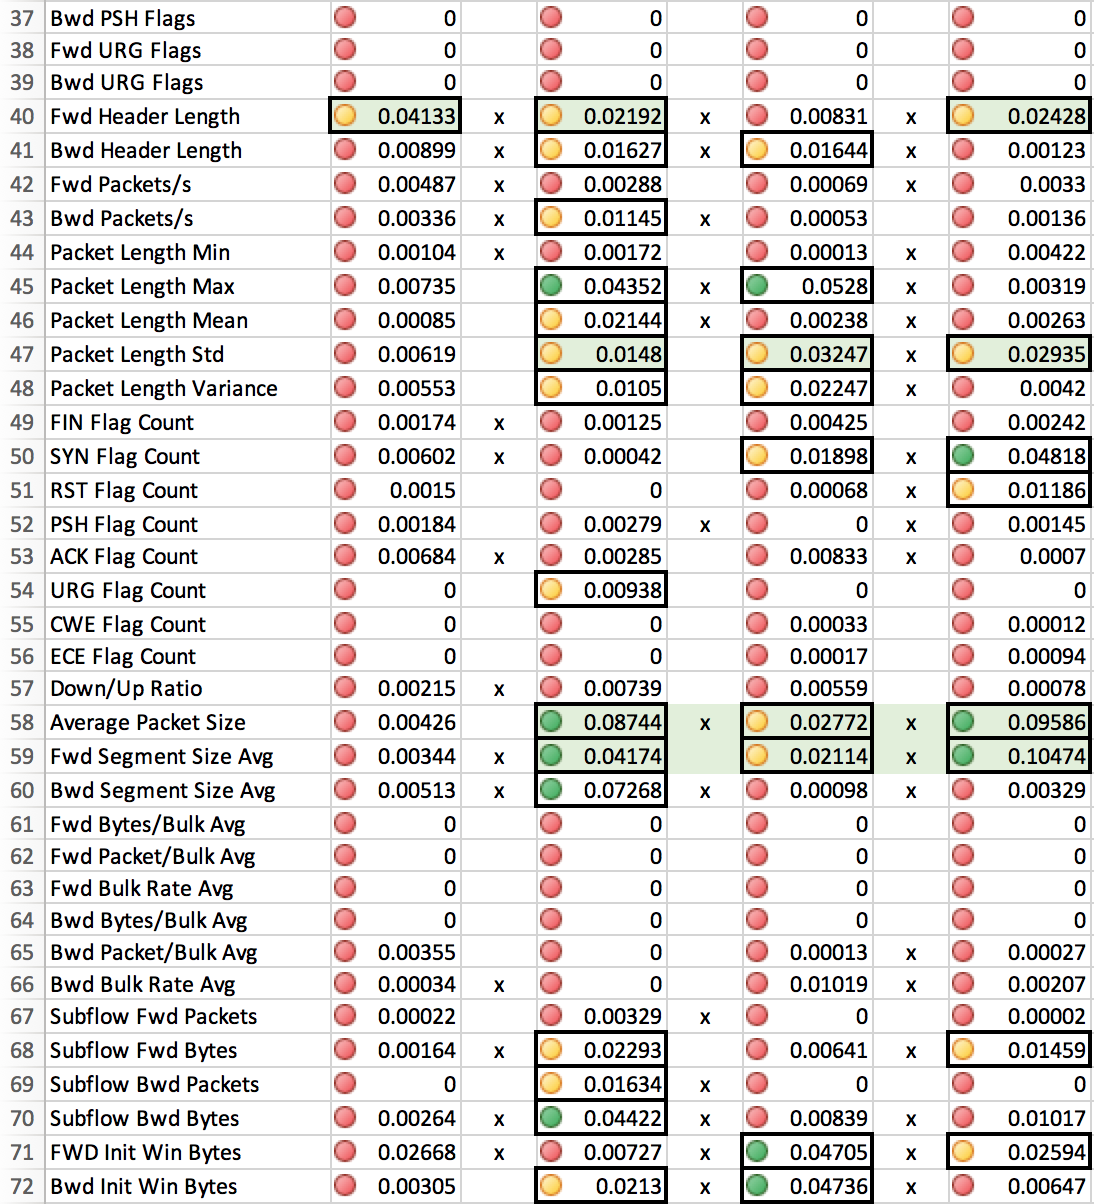 37 Bwd PSH Flags 0 0 0 0
38 Fwd URG Flags 0 0 0 0
39 Bwd URG Flags 0 0 0 0
40 Fwd Header Length 0.04133 x 0.02192 x 0.00831 x 0.02428
41 Bwd Header Length 0.00899 x 0.01627 x 0.01644 x 0.00123
42 Fwd Packets/s 0.00487 x 0.00288 0.00069 x 0.0033
43 Bwd Packets/s 0.00336 x 0.01145 x 0.00053 0.00136
44 Packet Length Min 0.00104 x 0.00172 0.00013 x 0.00422
45 Packet Length Max 0.00735 0.04352 x 0.0528 x 0.00319
46 Packet Length Mean 0.00085 0.02144 x 0.00238 x 0.00263
47 Packet Length Std 0.00619 0.0148 0.03247 x 0.02935
48 Packet Length Variance 0.00553 0.0105 0.02247 x 0.0042
49 FIN Flag Count 0.00174 x 0.00125 0.00425 0.00242
50 SYN Flag Count 0.00602 x 0.00042 0.01898 x 0.04818
51 RST Flag Count 0.0015 0 0.00068 x 0.01186
52 PSH Flag Count 0.00184 0.00279 x 0 x 0.00145
53 ACK Flag Count 0.00684 x 0.00285 0.00833 x 0.0007
54 URG Flag Count 0 0.00938 0 0
55 CWE Flag Count 0 0 0.00033 0.00012
56 ECE Flag Count 0 0 0.00017 0.00094
57 Down/Up Ratio 0.00215 x 0.00739 0.00559 0.00078
58 Average Packet Size 0.00426 0.08744 x 0.02772 x 0.09586
59 Fwd Segment Size Avg 0.00344 x 0.04174 0.02114 x 0.10474
60 Bwd Segment Size Avg 0.00513 x 0.07268 x 0.00098 x 0.00329
61 Fwd Bytes/Bulk Avg 0 0 0 0
62 Fwd Packet/Bulk Avg 0 0 0 0
63 Fwd Bulk Rate Avg 0 0 0 0
64 Bwd Bytes/Bulk Avg 0 0 0 0
65 Bwd Packet/Bulk Avg 0.00355 0 0.00013 x 0.00027
66 Bwd Bulk Rate Avg 0.00034 x 0 0.01019 x 0.00207
67 Subflow Fwd Packets 0.00022 0.00329 x 0 0.00002
68 Subflow Fwd Bytes 0.00164 x 0.02293 0.00641 x 0.01459
69 Subflow Bwd Packets 0 0.01634 x 0 0
70 Subflow Bwd Bytes 0.00264 x 0.04422 x 0.00839 x 0.01017
71 FWD Init Win Bytes 0.02668 x 0.00727 x 0.04705 x 0.02594
72 Bwd Init Win Bytes 0.00305 0.0213 x 0.04736 x 0.00647